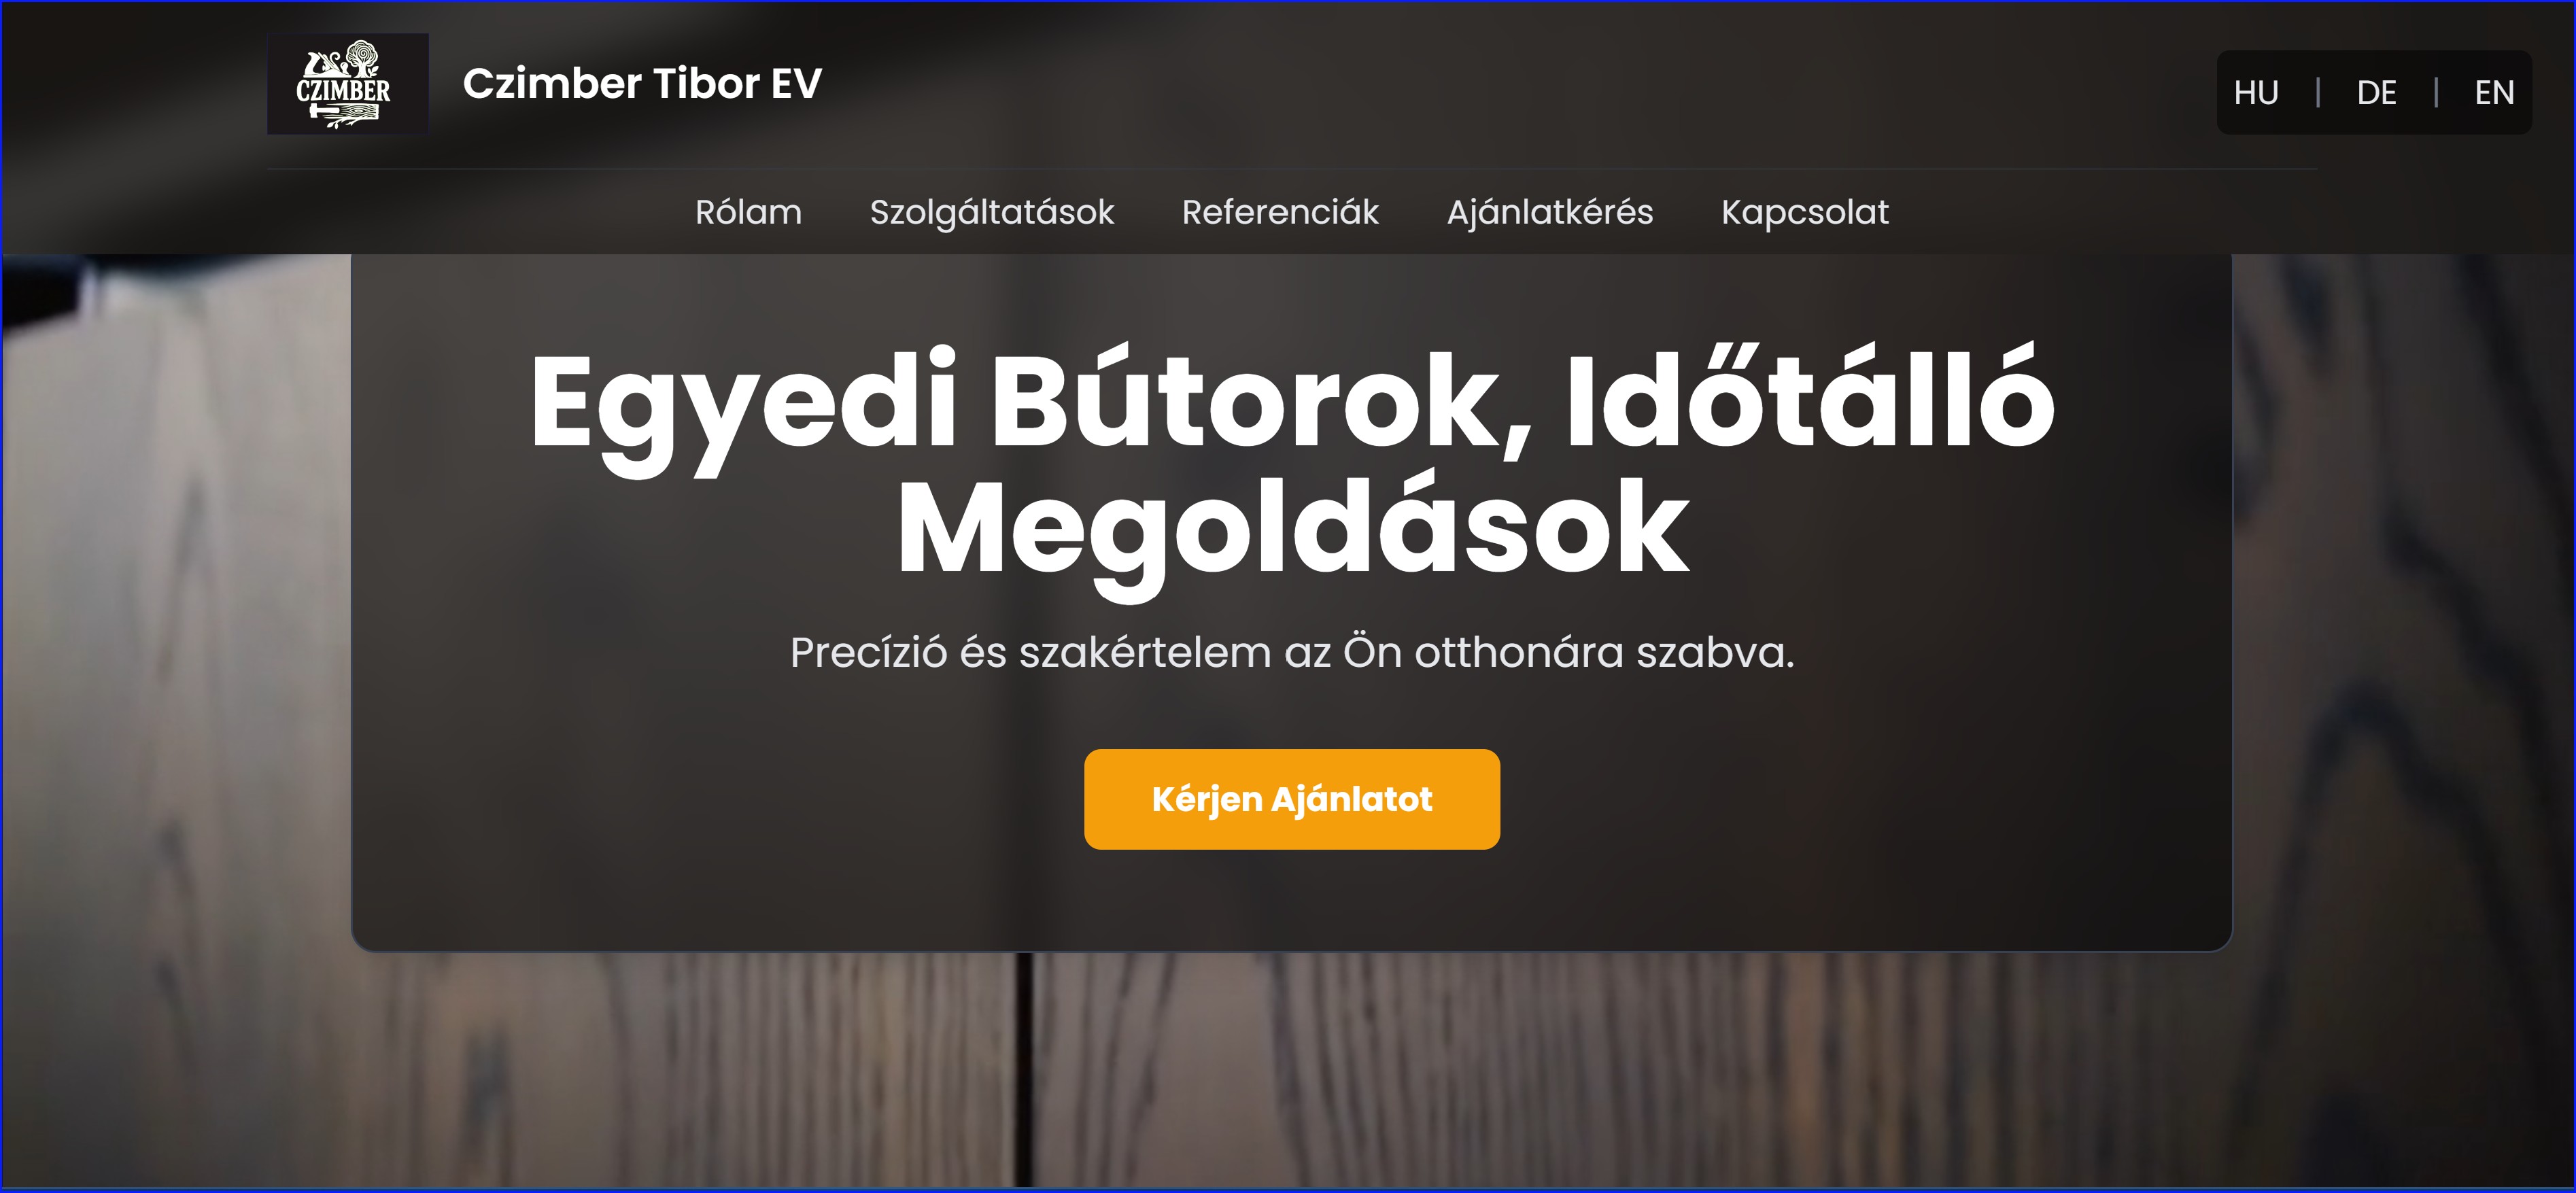 CZIMBER
Czimber Tibor EV
HU | DE | EN
Rólam Szolgáltatások Referenciák Ajánlatkérés Kapcsolat
Egyedi Bútorok, Időtálló
Megoldások
Precízió és szakértelem az Ön otthonára szabva.
Kérjen Ajánlatot